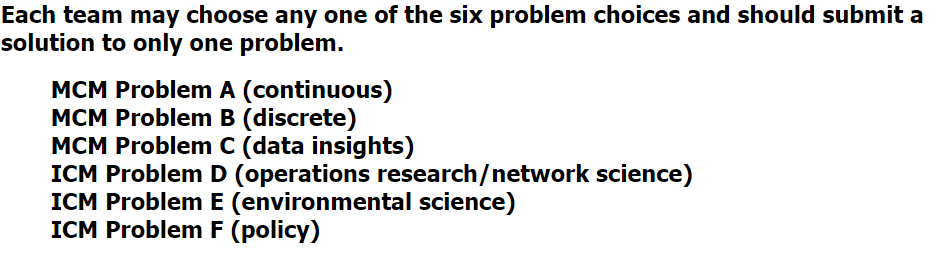 Each team may choose any one of the six problem choices and should submit a
solution to only one problem.
MCM Problem A (continuous)
MCM Problem B (discrete)
MCM Problem C (data insights)
ICM Problem D (operations research/network science)
ICM Problem E (environmental science)
ICM Problem F (policy)